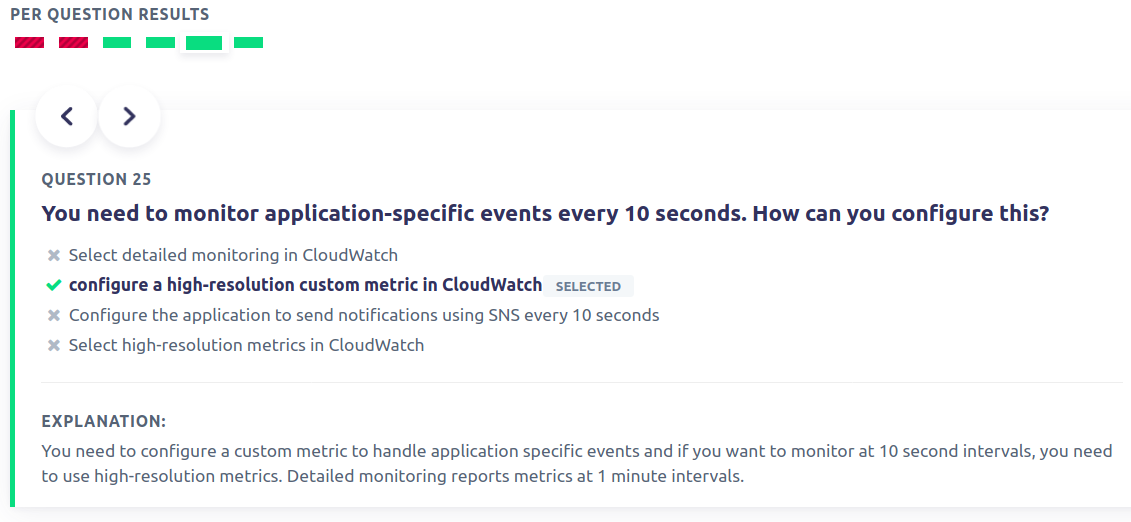 PER QUESTION RESULTS
QUESTION 25
You need to monitor application-specific events every 10 seconds. How can you configure this?
Select detailed monitoring in CloudWatch
configure a high-resolution custom metric in CloudWatch SELECTED
Configure the application to send notifications using SNS every 10 seconds
Select high-resolution metrics in CloudWatch
EXPLANATION:
You need to configure a custom metric to handle application specific events and if you want to monitor at 10 second intervals, you need
to use high-resolution metrics. Detailed monitoring reports metrics at 1 minute intervals.